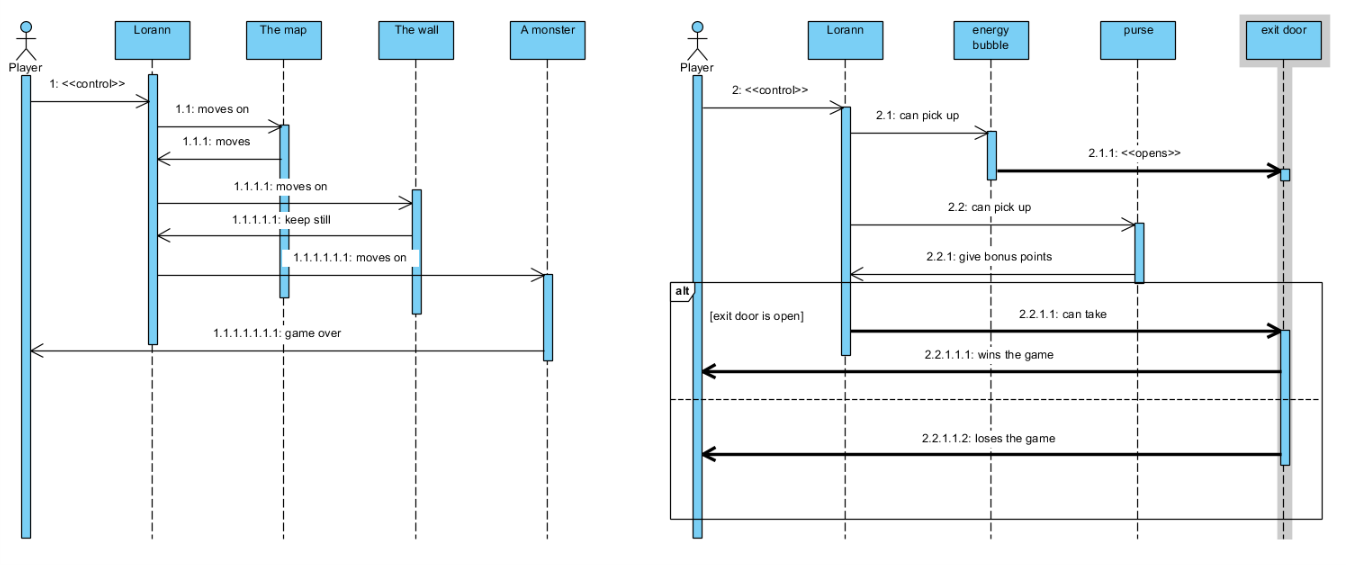 Lorann
The map
The wall
A monster
Player
1: <<control>>
1.1: moves on
1.1.1: moves
1.1.1.1: moves on
1.1.1.1.1: keep still
1.1.1.1.1.1: moves on
1.1.1.1.1.1.1: game over
Lorann
energy
bubble
purse
exit door
Player
2: <<control>>
2.1: can pick up
2.1.1: <<opens>>
2.2: can pick up
2.2.1: give bonus points
alt
[exit door is open]
2.2.1.1: can take
2.2.1.1.1: wins the game
2.2.1.1.2: loses the game